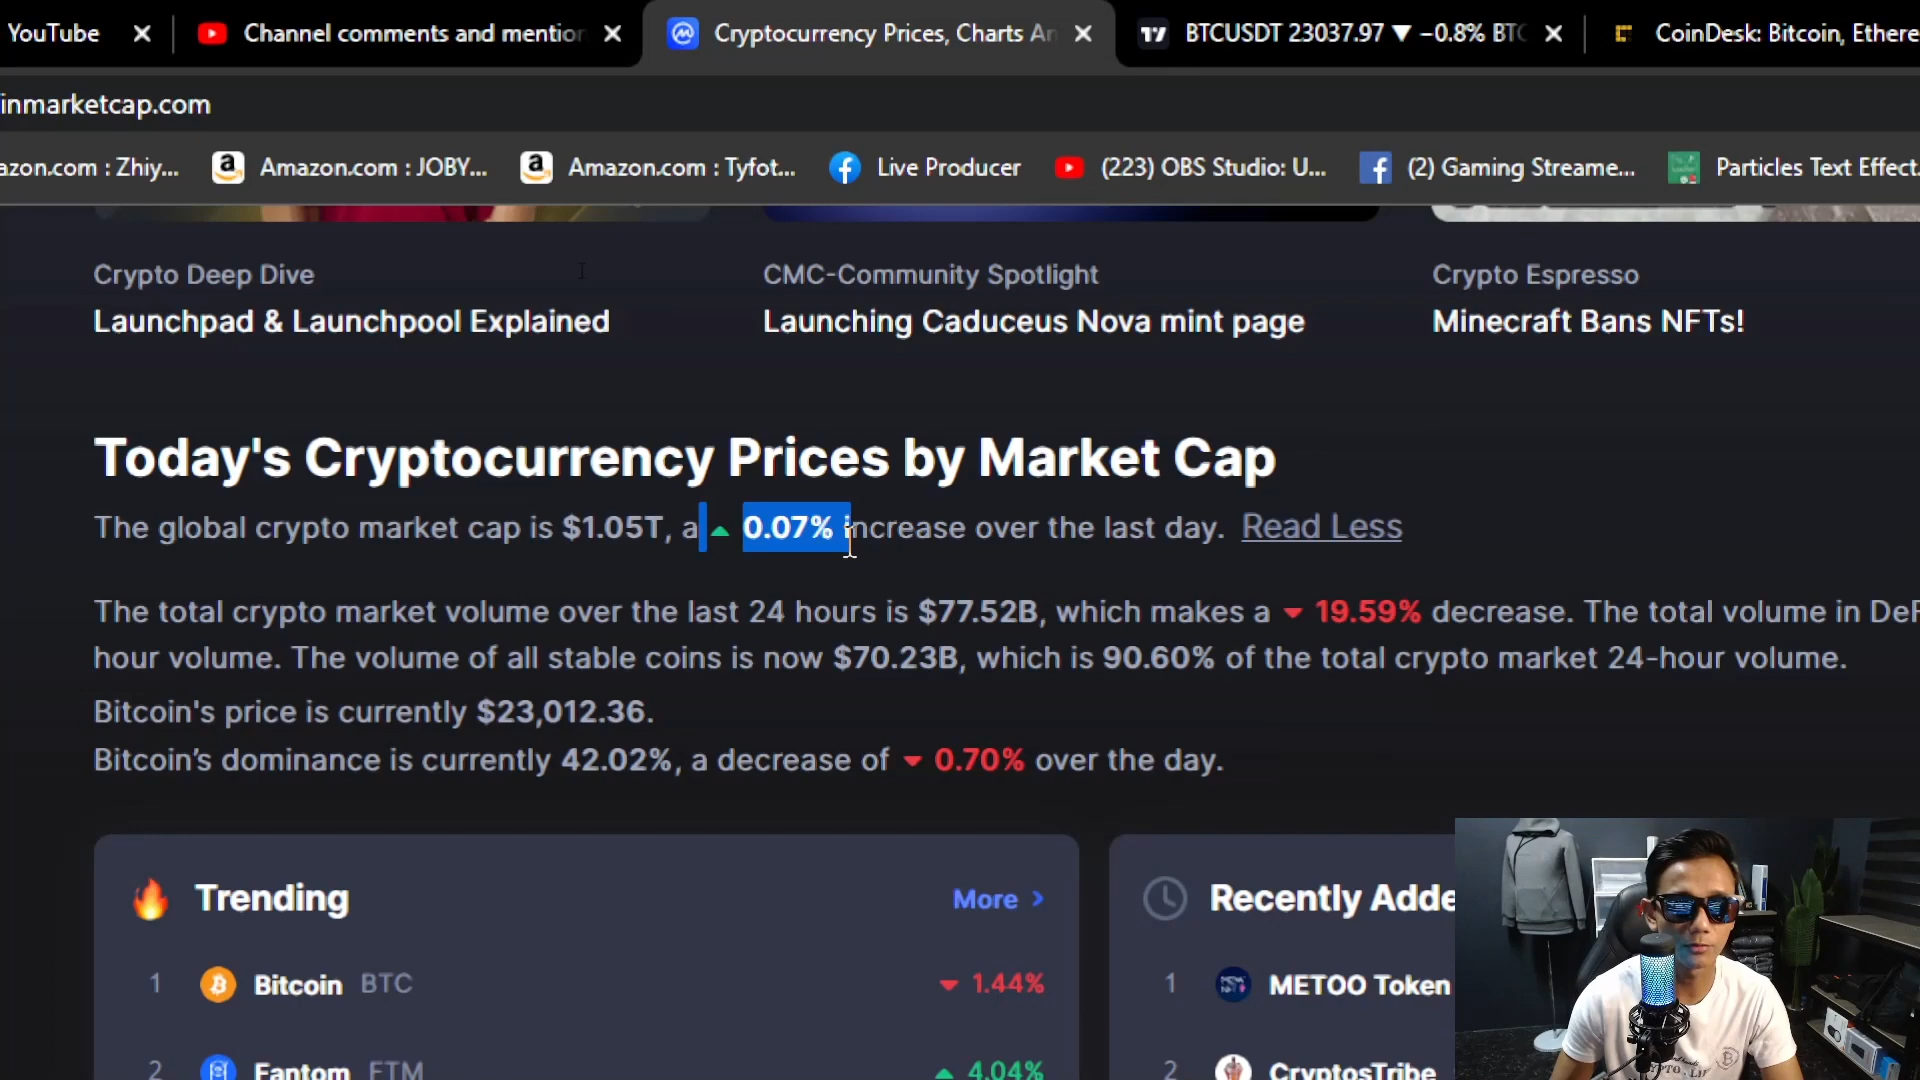 YouTube
Channel comments and mention
Cryptocurrency Prices, Charts An
BTCUSDT 23037.97 ▼ −0.8% BTC
CoinDesk: Bitcoin, Ethere
inmarketcap.com
azon.com : Zhiy...
Amazon.com : JOBY...
Amazon.com : Tyfot...
Live Producer
(223) OBS Studio: U...
(2) Gaming Streame...
Particles Text Effect.
Crypto Deep Dive
Launchpad & Launchpool Explained
CMC-Community Spotlight
Launching Caduceus Nova mint page
Crypto Espresso
Minecraft Bans NFTs!
Today's Cryptocurrency Prices by Market Cap
The global crypto market cap is $1.05T, a ▲ 0.07% increase over the last day. Read Less
The total crypto market volume over the last 24 hours is $77.52B, which makes a ▼ 19.59% decrease. The total volume in DeF
hour volume. The volume of all stable coins is now $70.23B, which is 90.60% of the total crypto market 24-hour volume.
Bitcoin's price is currently $23,012.36.
Bitcoin’s dominance is currently 42.02%, a decrease of ▼ 0.70% over the day.
Trending
More >
1 Bitcoin BTC ▼ 1.44%
2 Fantom FTM ▲ 4.04%
Recently Adde
1 METOO Token
2 CryptosTribe